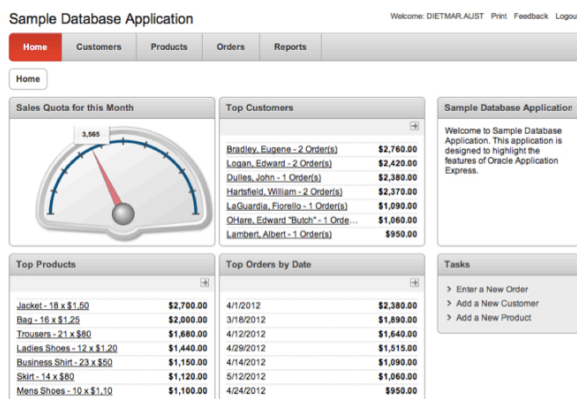 Sample Database Application
Welcome: DIETMAR.AUST Print Feedback Logou
Home Customers Products Orders Reports
Home
Sales Quota for this Month
3,565
Top Customers
Bradley, Eugene - 2 Order(s) $2,760.00
Logan, Edward - 2 Order(s) $2,420.00
Dulles, John - 1 Order(s) $2,380.00
Hartsfield, William - 2 Order(s) $2,370.00
LaGuardia, Fiorello - 1 Order(s) $1,090.00
OHare, Edward "Butch" - 1 Orde... $1,060.00
Lambert, Albert - 1 Order(s) $950.00
Sample Database Application
Welcome to Sample Database
Application. This application is
designed to highlight the
features of Oracle Application
Express.
Top Products
Jacket - 18 x $1,50 $2,700.00
Bag - 16 x $1,25 $2,000.00
Trousers - 21 x $80 $1,680.00
Ladies Shoes - 12 x $1,20 $1,440.00
Business Shirt - 23 x $50 $1,150.00
Skirt - 14 x $80 $1,120.00
Mens Shoes - 10 x $1,10 $1,100.00
Top Orders by Date
4/1/2012 $2,380.00
3/18/2012 $1,890.00
4/12/2012 $1,640.00
4/29/2012 $1,515.00
4/14/2012 $1,090.00
5/12/2012 $1,060.00
4/24/2012 $950.00
Tasks
> Enter a New Order
> Add a New Customer
> Add a New Product